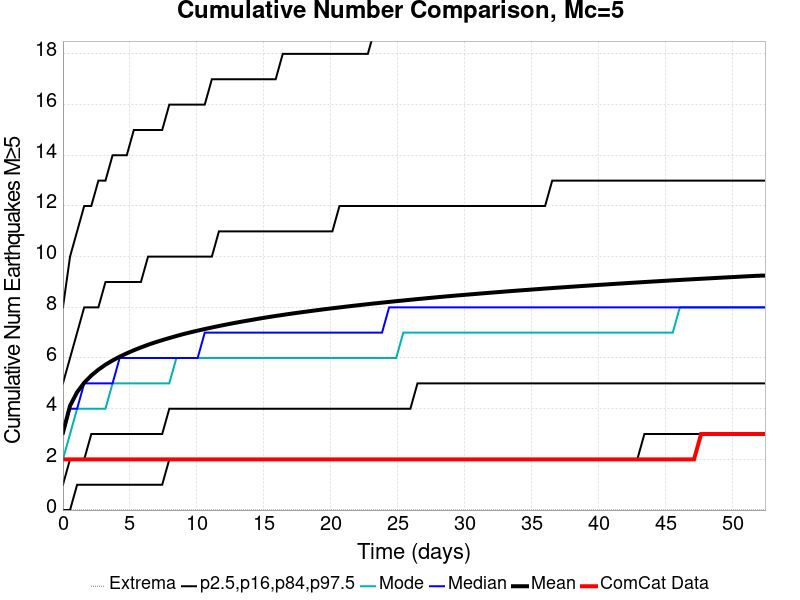 Cumulative Number Comparison, Mc=5
Cumulative Num Earthquakes M≥5
18
16
14
12
10
8
6
4
2
0
0 5 10 15 20 25 30 35 40 45 50
Time (days)
Extrema p2.5,p16,p84,p97.5 Mode Median Mean ComCat Data